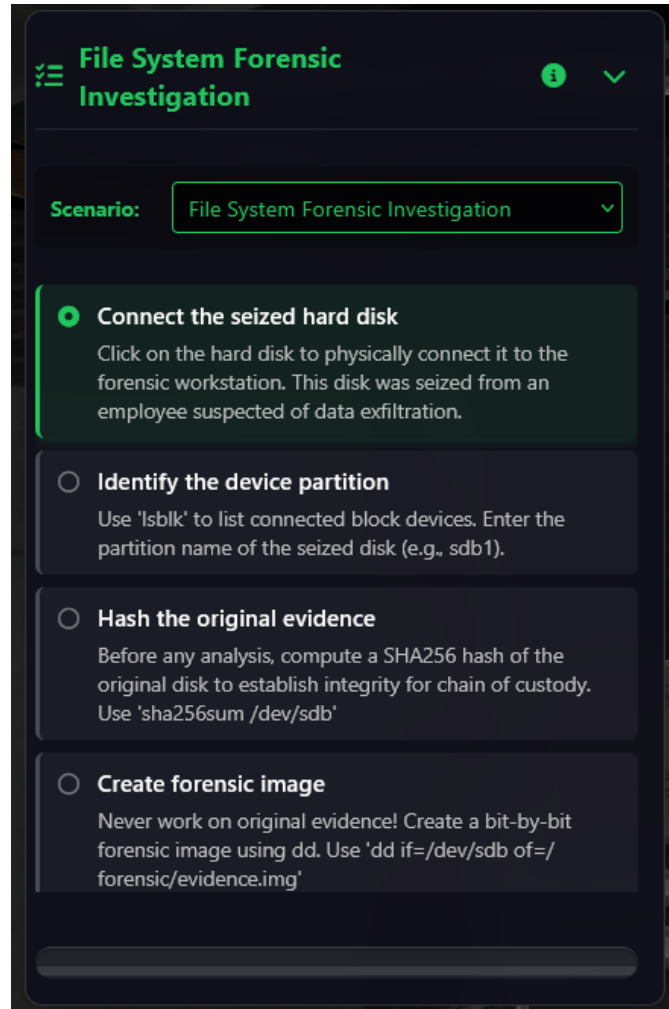 File System Forensic
Investigation
Scenario:
File System Forensic Investigation
Connect the seized hard disk
Click on the hard disk to physically connect it to the
forensic workstation. This disk was seized from an
employee suspected of data exfiltration.
Identify the device partition
Use 'lsblk' to list connected block devices. Enter the
partition name of the seized disk (e.g., sdb1).
Hash the original evidence
Before any analysis, compute a SHA256 hash of the
original disk to establish integrity for chain of custody.
Use 'sha256sum /dev/sdb'
Create forensic image
Never work on original evidence! Create a bit-by-bit
forensic image using dd. Use 'dd if=/dev/sdb of=/
forensic/evidence.img'